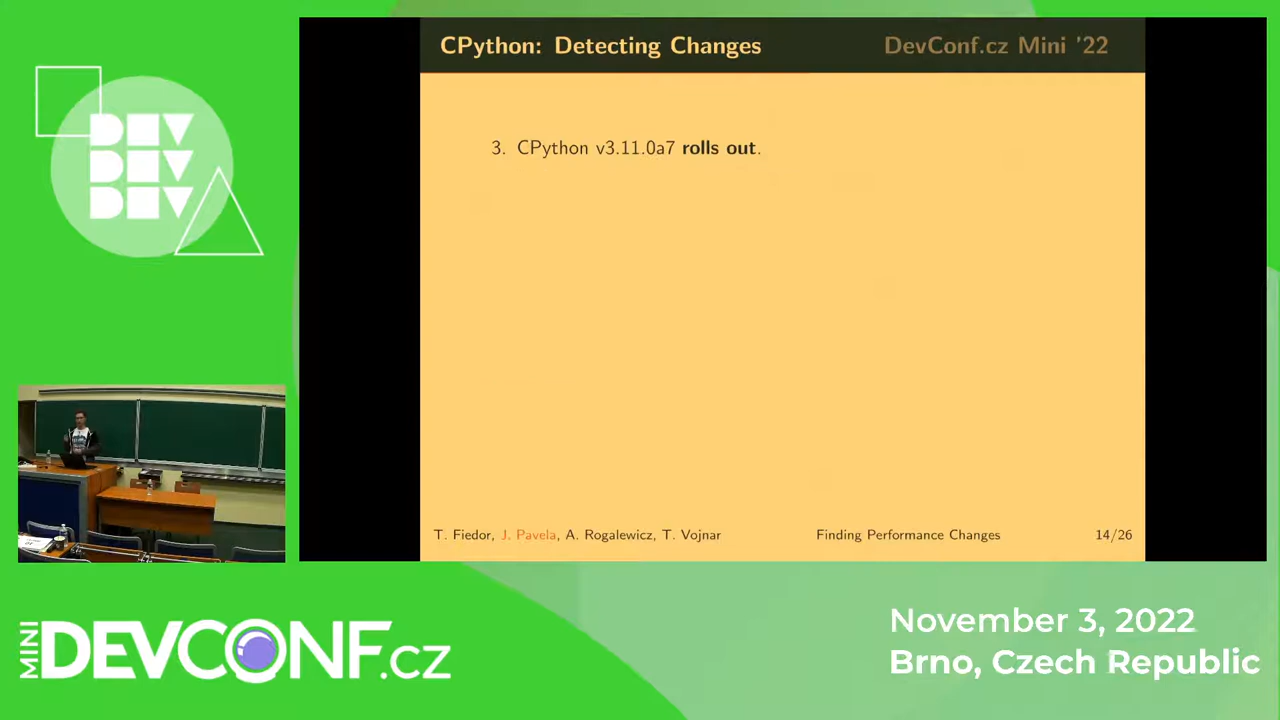 CPython: Detecting Changes
DevConf.cz Mini '22
3. CPython v3.11.0a7 rolls out.
T. Fiedor, J. Pavela, A. Rogalewicz, T. Vojnar
Finding Performance Changes
14/26
DEV
DEV
DEV
MINI
DEVCONF.cz
November 3, 2022
Brno, Czech Republic